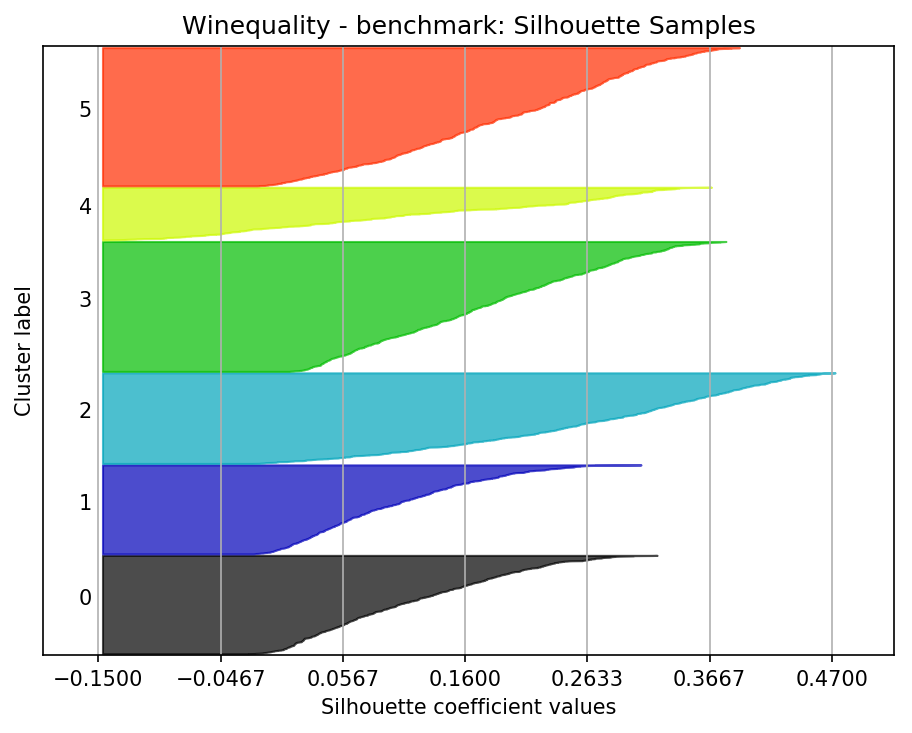 Winequality - benchmark: Silhouette Samples
5
4
3
2
1
0
Cluster label
−0.1500 −0.0467 0.0567 0.1600 0.2633 0.3667 0.4700
Silhouette coefficient values